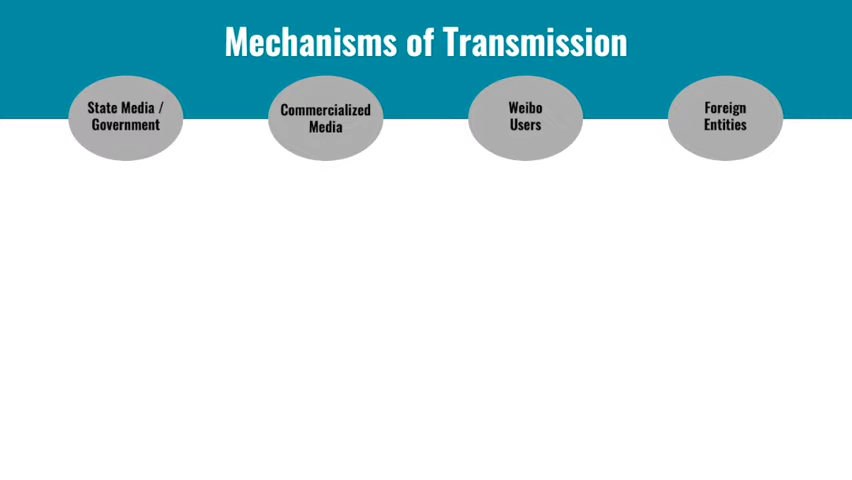 Mechanisms of Transmission
State Media /
Government
Commercialized
Media
Weibo
Users
Foreign
Entities